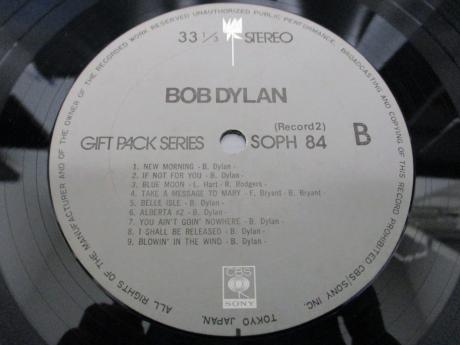 ALL RIGHTS OF THE MANUFACTURER AND OF THE OWNER OF THE RECORDED WORK RESERVED UNAUTHORIZED PUBLIC PERFORMANCE, BROADCASTING AND COPYING OF THIS RECORD PROHIBITED CBS/SONY INC.
TOKYO JAPAN.
33 1/3 STEREO
BOB DYLAN
(Record 2)
GIFT PACK SERIES SOPH 84 B
1. NEW MORNING - B. Dylan -
2. IF NOT FOR YOU - B. Dylan -
3. BLUE MOON - L. Hart - R. Rodgers -
4. TAKE A MESSAGE TO MARY - F. Bryant - B. Bryant -
5. BELLE ISLE - B. Dylan -
6. ALBERTA #2 - B. Dylan -
7. YOU AIN'T GOIN' NOWHERE - B. Dylan -
8. I SHALL BE RELEASED - B. Dylan -
9. BLOWIN' IN THE WIND - B. Dylan -
CBS
SONY